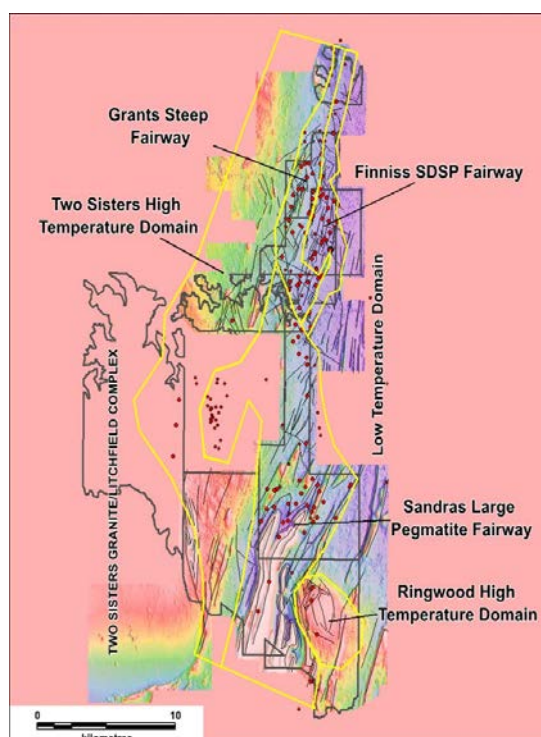 Grants Steep
Fairway
Finniss SDSP Fairway
Two Sisters High
Temperature Domain
Low Temperature Domain
TWO SISTERS GRANITE/LITCHFIELD COMPLEX
Sandras Large
Pegmatite Fairway
Ringwood High
Temperature Domain
0 10